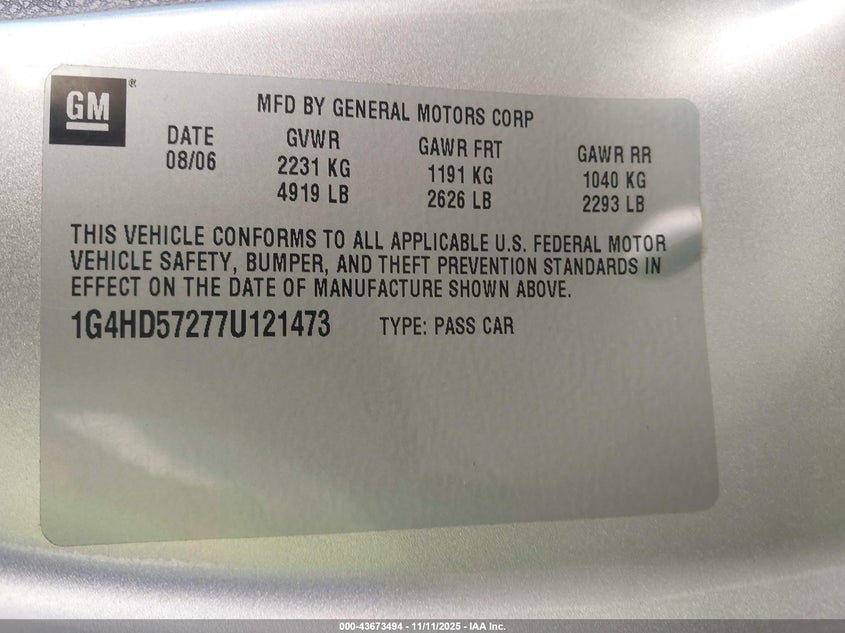 GM ®
MFD BY GENERAL MOTORS CORP
DATE GVWR GAWR FRT GAWR RR
08/06 2231 KG 1191 KG 1040 KG
4919 LB 2626 LB 2293 LB
THIS VEHICLE CONFORMS TO ALL APPLICABLE U.S. FEDERAL MOTOR
VEHICLE SAFETY, BUMPER, AND THEFT PREVENTION STANDARDS IN
EFFECT ON THE DATE OF MANUFACTURE SHOWN ABOVE.
1G4HD57277U121473 TYPE: PASS CAR
000-43673494 - 11/11/2025 - IAA Inc.